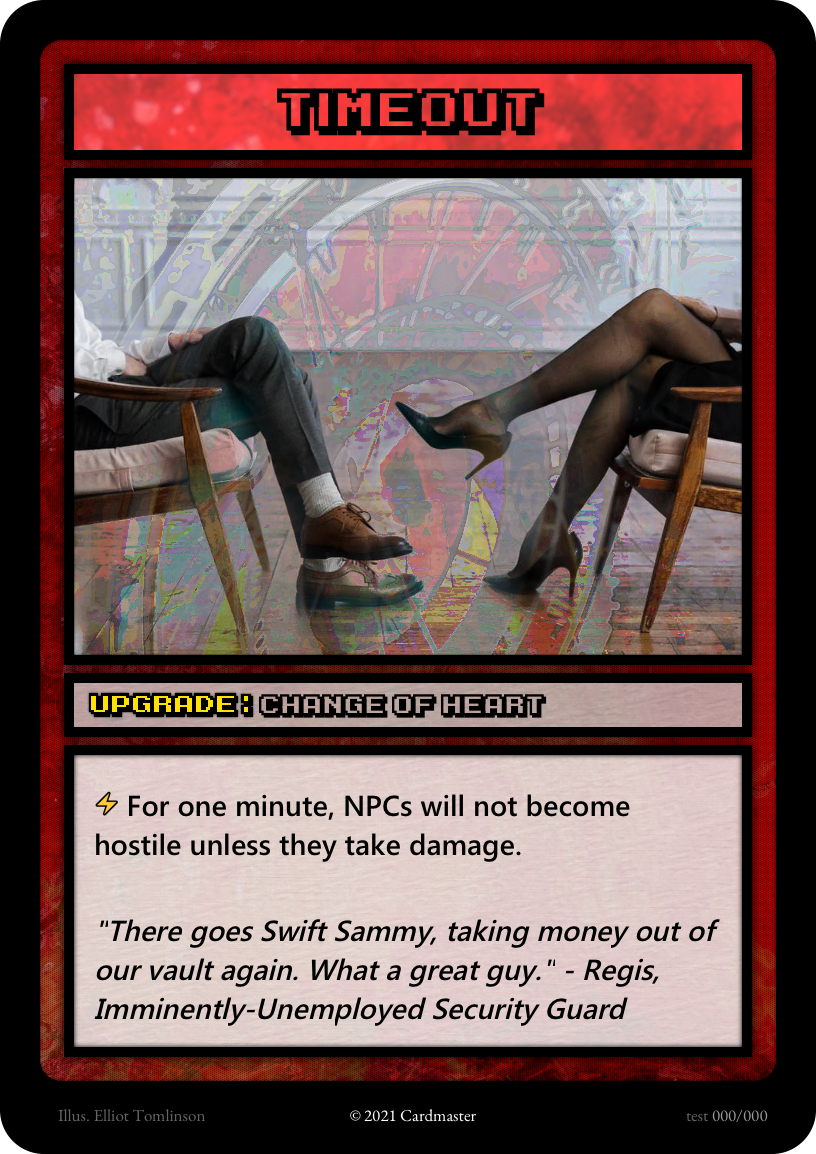 TIMEOUT
UPGRADE: CHANGE OF HEART
⚡ For one minute, NPCs will not become
hostile unless they take damage.
"There goes Swift Sammy, taking money out of
our vault again. What a great guy." - Regis,
Imminently-Unemployed Security Guard
Illus. Elliot Tomlinson
© 2021 Cardmaster
test 000/000